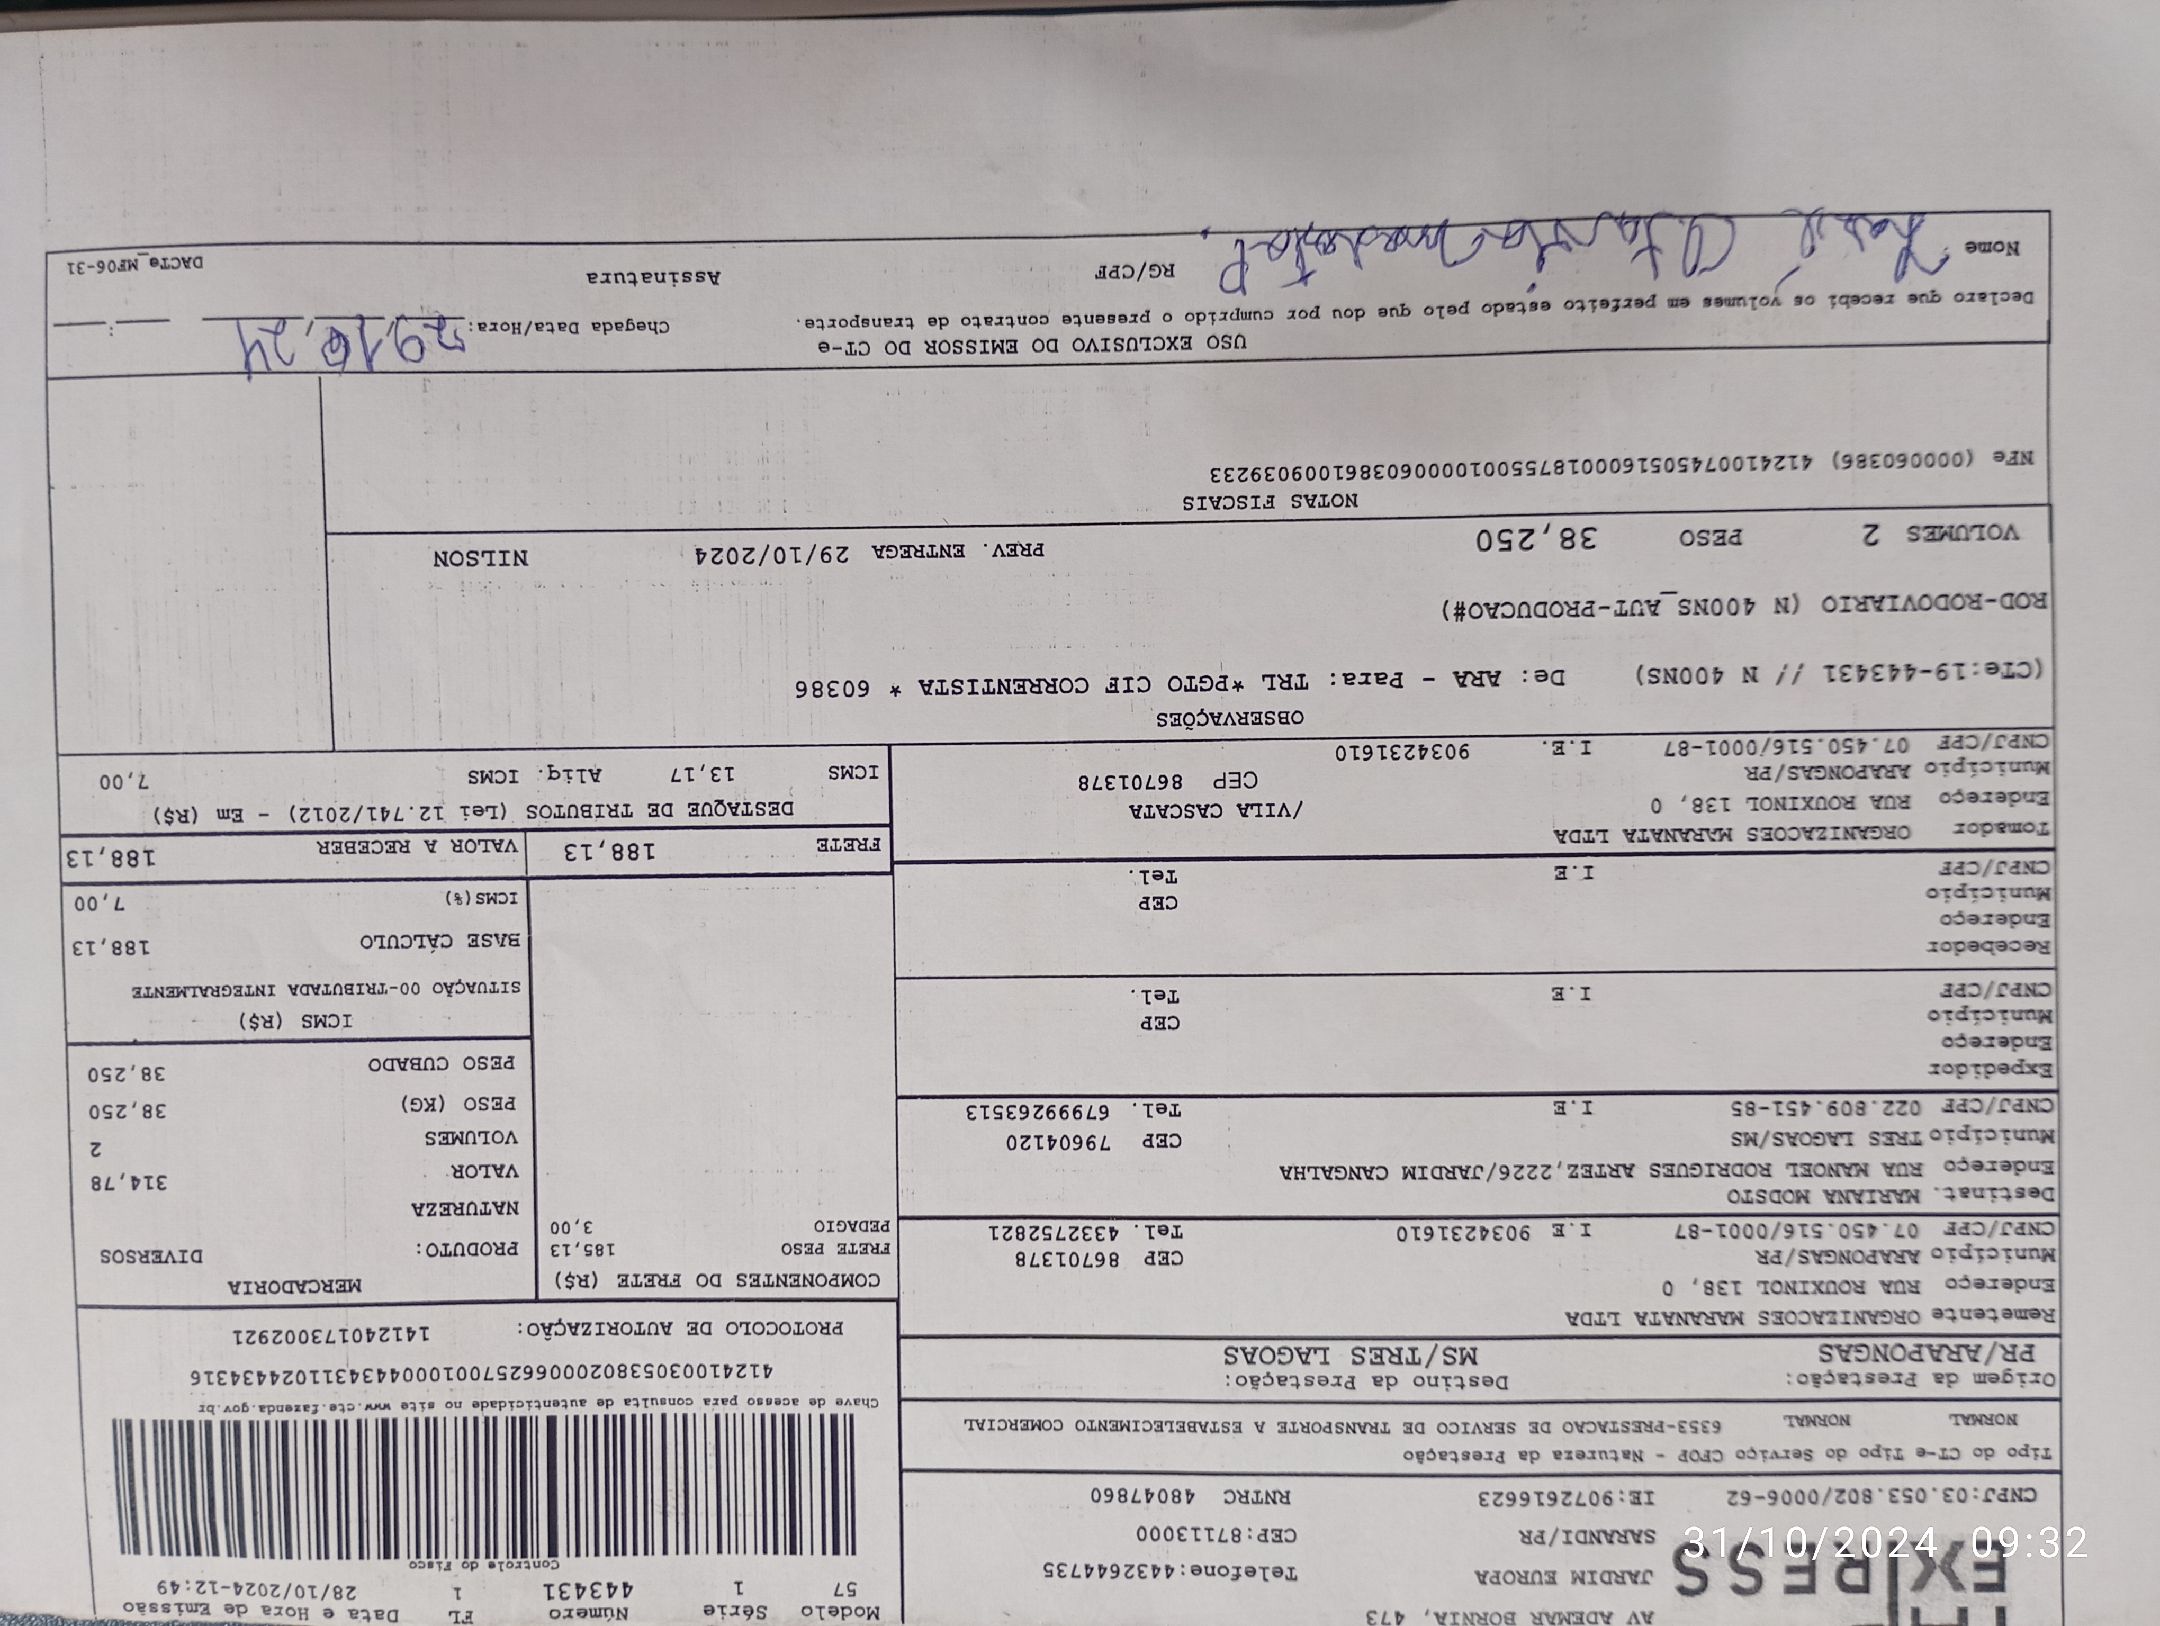 AV ADEMAR BORNIA, 473
EXPRESS
JARDIM EUROPA Telefone:4432644735
SARANDI/PR CEP:87113000
CNPJ:03.053.802/0006-62 IE:9072616623 RNTRC 48047860
Modelo Série Número FL Data e Hora de Emissão
57 1 443431 1 28/10/2024-12:49
Controle do Fisco
Chave de acesso para consulta de autenticidade no site www.cte.fazenda.gov.br
41241003053802000662570010004434311024434316
PROTOCOLO DE AUTORIZAÇÃO: 141240173002921
Tipo do CT-e Tipo do Serviço CFOP - Natureza da Prestação
NORMAL NORMAL 6353-PRESTACAO DE SERVICO DE TRANSPORTE A ESTABELECIMENTO COMERCIAL
Origem da Prestação: Destino da Prestação:
PR/ARAPONGAS MS/TRES LAGOAS
Remetente ORGANIZACOES MARANATA LTDA
Endereço RUA ROUXINOL 138, 0
Município ARAPONGAS/PR CEP 86701378
CNPJ/CPF 07.450.516/0001-87 I.E 9034231610 Tel. 4332752821
Destinat. MARIANA MODSTO
Endereço RUA MANOEL RODRIGUES ARTEZ,2226/JARDIM CANGALHA
Município TRES LAGOAS/MS CEP 79604120
CNPJ/CPF 022.809.451-85 I.E Tel. 67999263513
Expedidor
Endereço
Município CEP
CNPJ/CPF I.E Tel.
Recebedor
Endereço
Município CEP
CNPJ/CPF I.E Tel.
Tomador ORGANIZACOES MARANATA LTDA
Endereço RUA ROUXINOL 138, 0 /VILA CASCATA
Município ARAPONGAS/PR CEP 86701378
CNPJ/CPF 07.450.516/0001-87 I.E. 9034231610
COMPONENTES DO FRETE (R$)
FRETE PESO 185,13
PEDAGIO 3,00
MERCADORIA
PRODUTO: DIVERSOS
NATUREZA
VALOR 314,78
VOLUMES 2
PESO (KG) 38,250
PESO CUBADO 38,250
ICMS (R$)
SITUAÇÃO 00-TRIBUTADA INTEGRALMENTE
BASE CÁLCULO 188,13
ICMS(%) 7,00
FRETE 188,13 VALOR A RECEBER 188,13
DESTAQUE DE TRIBUTOS (Lei 12.741/2012) - Em (R$)
ICMS 13,17 Aliq. ICMS 7,00
OBSERVAÇÕES
(CTe:19-443431 // N 400NS) De: ARA - Para: TRL *PGTO CIF CORRENTISTA * 60386
ROD-RODOVIARIO (N 400NS_AUT-PRODUCAO#)
VOLUMES 2 PESO 38,250 PREV. ENTREGA 29/10/2024 NILSON
NOTAS FISCAIS
NFe (000060386) 41241007450516000187550010000603861009039233
USO EXCLUSIVO DO EMISSOR DO CT-e
Declaro que recebi os volumes em perfeito estado pelo que dou por cumprido o presente contrato de transporte. Chegada Data/Hora: 29,10,24 __:__
Nome RG/CPF Assinatura
DACTe_MF06-31
31/10/2024 09:32